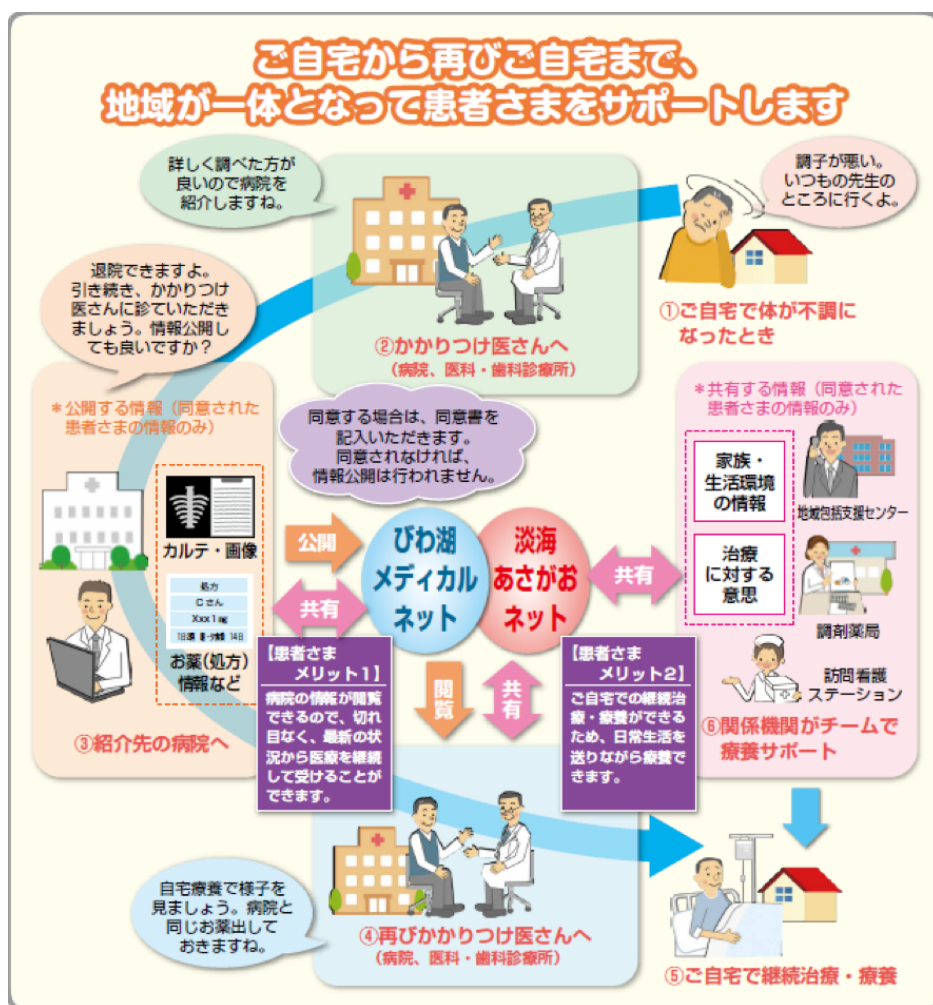 ご自宅から再びご自宅まで、
地域が一体となって患者さまをサポートします
調子が悪い。
いつもの先生の
ところに行くよ。
①ご自宅で体が不調に
なったとき
詳しく調べた方が
良いので病院を
紹介しますね。
②かかりつけ医さんへ
(病院、医科・歯科診療所)
退院できますよ。
引き続き、かかりつけ
医さんに診ていただき
ましょう。情報公開し
ても良いですか？
＊公開する情報（同意された
患者さまの情報のみ）
カルテ・画像
処方
Cさん
Xxx1mg
お薬(処方)
情報など
③紹介先の病院へ
同意する場合は、同意書を
記入いただきます。
同意されなければ、
情報公開は行われません。
公開
共有
びわ湖
メディカル
ネット
淡海
あさがお
ネット
共有
閲覧
共有
【患者さま
メリット1】
病院の情報が閲覧
できるので、切れ
目なく、最新の状
況から医療を継続
して受けることが
できます。
【患者さま
メリット2】
ご自宅での継続治
療・療養ができる
ため、日常生活を
送りながら療養で
きます。
＊共有する情報（同意された
患者さまの情報のみ）
家族・
生活環境
の情報
治療
に対する
意思
地域包括支援センター
調剤薬局
訪問看護
ステーション
⑥関係機関がチームで
療養サポート
自宅療養で様子を
見ましょう。病院と
同じお薬出して
おきますね。
④再びかかりつけ医さんへ
(病院、医科・歯科診療所)
⑤ご自宅で継続治療・療養